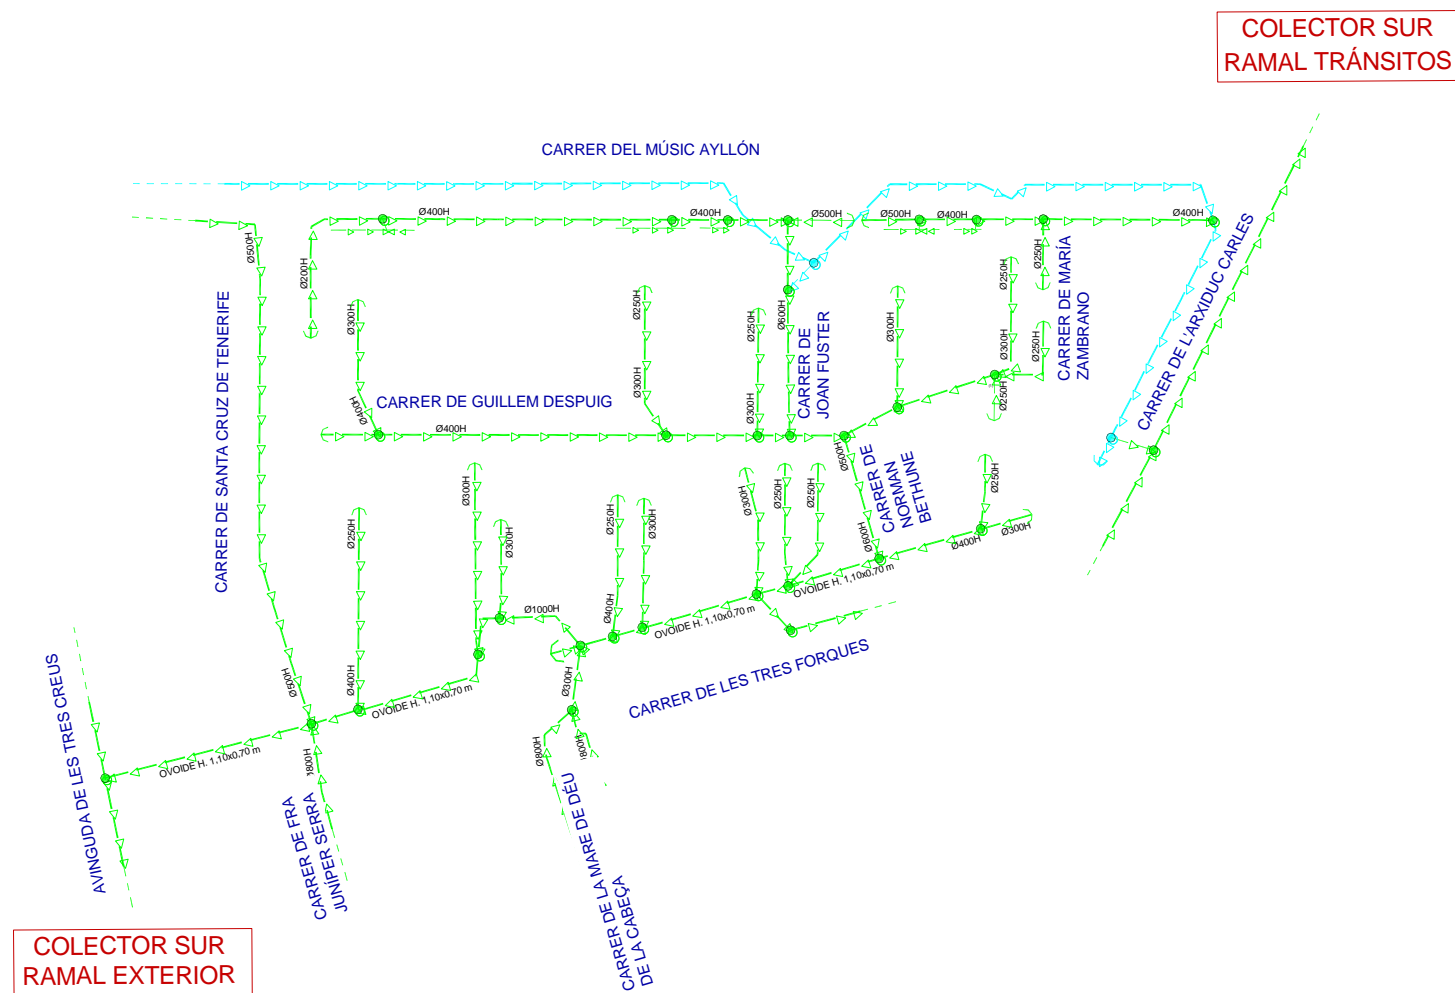 COLECTOR SUR
RAMAL TRÁNSITOS
CARRER DEL MÚSIC AYLLÓN
Ø400H
Ø400H
Ø500H
Ø500H
Ø400H
Ø400H
Ø500H
Ø200H
Ø300H
Ø250H
Ø250H
Ø600H
Ø300H
Ø250H
Ø300H
Ø250H
Ø250H
Ø250H
CARRER DE MARÍA
ZAMBRANO
CARRER DE L'ARXIDUC CARLES
CARRER DE
JOAN FUSTER
CARRER DE SANTA CRUZ DE TENERIFE
CARRER DE GUILLEM DESPUIG
Ø400H
Ø400H
Ø300H
Ø300H
Ø500H
CARRER DE
NORMAN
BETHUNE
Ø600H
Ø300H
Ø250H
Ø300H
Ø250H
Ø300H
Ø300H
Ø250H
Ø250H
Ø250H
Ø300H
Ø400H
Ø1000H
Ø400H
OVOIDE H. 1,10x0,70 m
OVOIDE H. 1,10x0,70 m
CARRER DE LES TRES FORQUES
Ø300H
Ø500H
Ø400H
OVOIDE H. 1,10x0,70 m
OVOIDE H. 1,10x0,70 m
Ø800H
800H
800H
AVINGUDA DE LES TRES CREUS
CARRER DE FRA
JUNÍPER SERRA
CARRER DE LA MARE DE DÉU
DE LA CABEÇA
COLECTOR SUR
RAMAL EXTERIOR